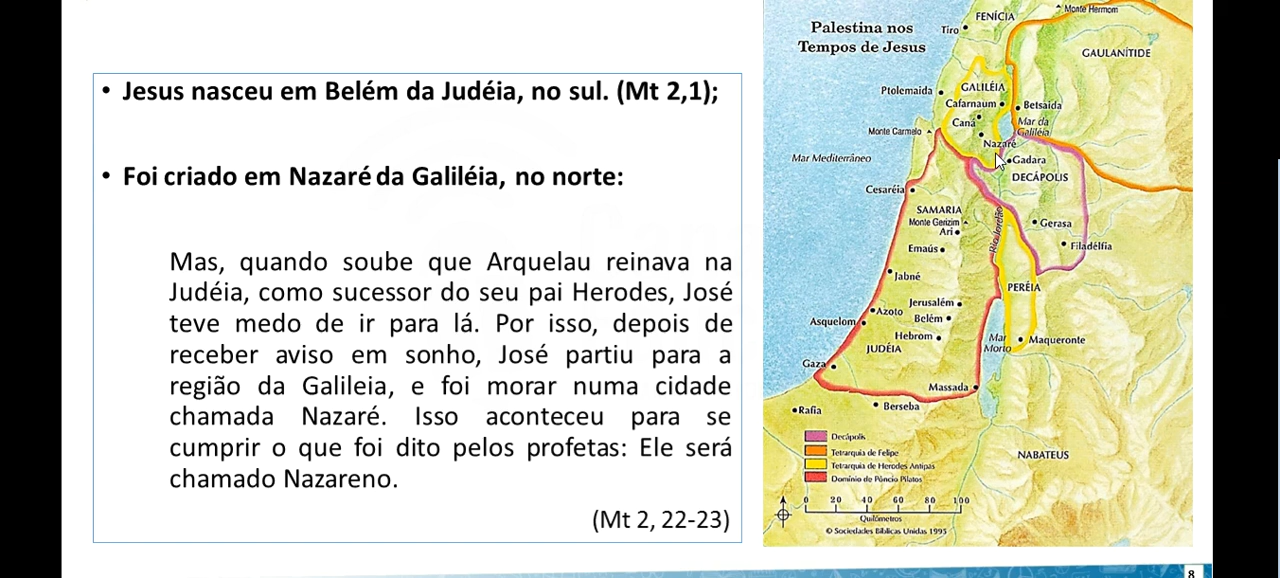 • Jesus nasceu em Belém da Judéia, no sul. (Mt 2,1);
• Foi criado em Nazaré da Galiléia, no norte:
Mas, quando soube que Arquelau reinava na
Judéia, como sucessor do seu pai Herodes, José
teve medo de ir para lá. Por isso, depois de
receber aviso em sonho, José partiu para a
região da Galileia, e foi morar numa cidade
chamada Nazaré. Isso aconteceu para se
cumprir o que foi dito pelos profetas: Ele será
chamado Nazareno.
(Mt 2, 22-23)
Palestina nos
Tempos de Jesus
FENÍCIA
Monte Hermom
Tiro
GAULANÍTIDE
Ptolemaida
GALILÉIA
Cafarnaum
Betsaida
Caná
Mar da
Galiléia
Monte Carmelo
Nazaré
Mar Mediterrâneo
Gadara
DECÁPOLIS
Cesaréia
SAMARIA
Monte Gerizim
Ari
Rio Jordão
Gerasa
Emaús
Filadélfia
Jabné
PERÉIA
Jerusalém
Azoto
Belém
Asquelom
Hebrom
Mar
Morto
Maqueronte
JUDÉIA
Gaza
Massada
Rafia
Berseba
Decápolis
Tetrarquia de Felipe
Tetrarquia de Herodes Antipas
Domínio de Pôncio Pilatos
NABATEUS
0 20 40 60 80 100
Quilómetros
© Sociedades Bíblicas Unidas 1995
8